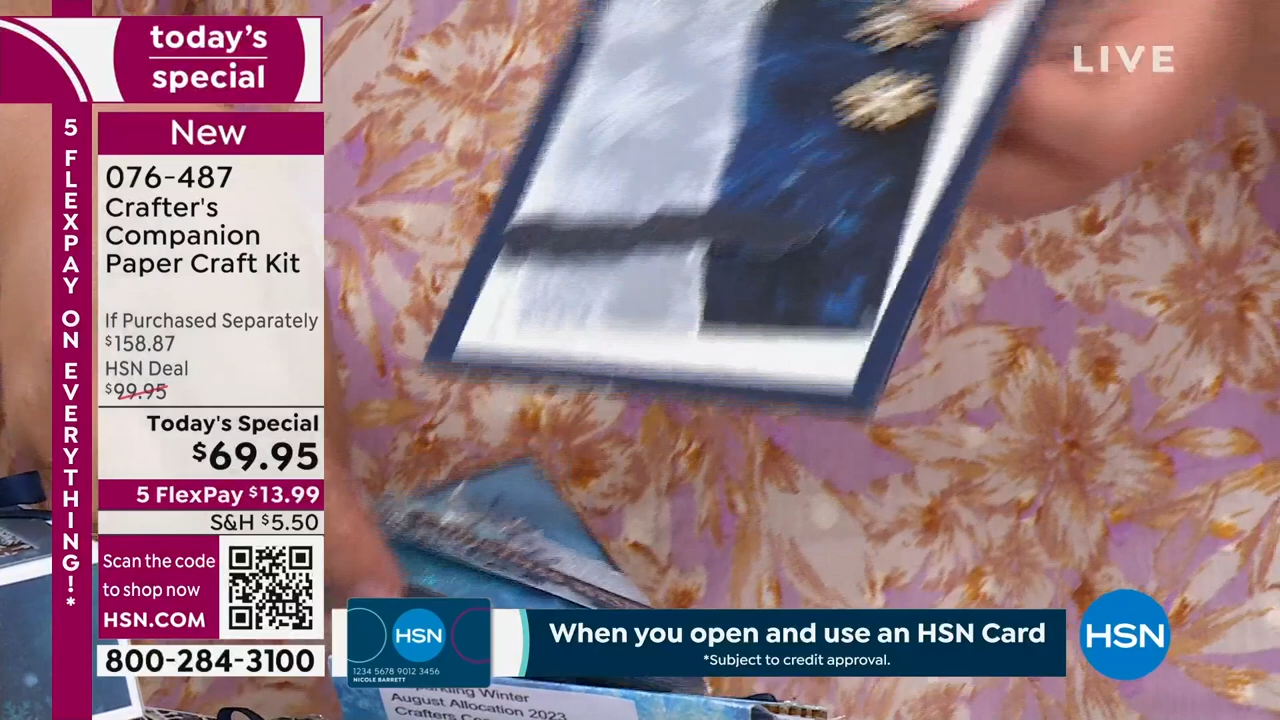 today's
special
5 FLEXPAY ON EVERYTHING!*
New
076-487
Crafter's
Companion
Paper Craft Kit
If Purchased Separately
$158.87
HSN Deal
$99.95
Today's Special
$69.95
5 FlexPay $13.99
S&H $5.50
Scan the code
to shop now
HSN.COM
800-284-3100
LIVE
HSN
1234 5678 9012 3456
NICOLE BARRETT
When you open and use an HSN Card
*Subject to credit approval.
HSN
Winter
August Allocation 2023
Crafters